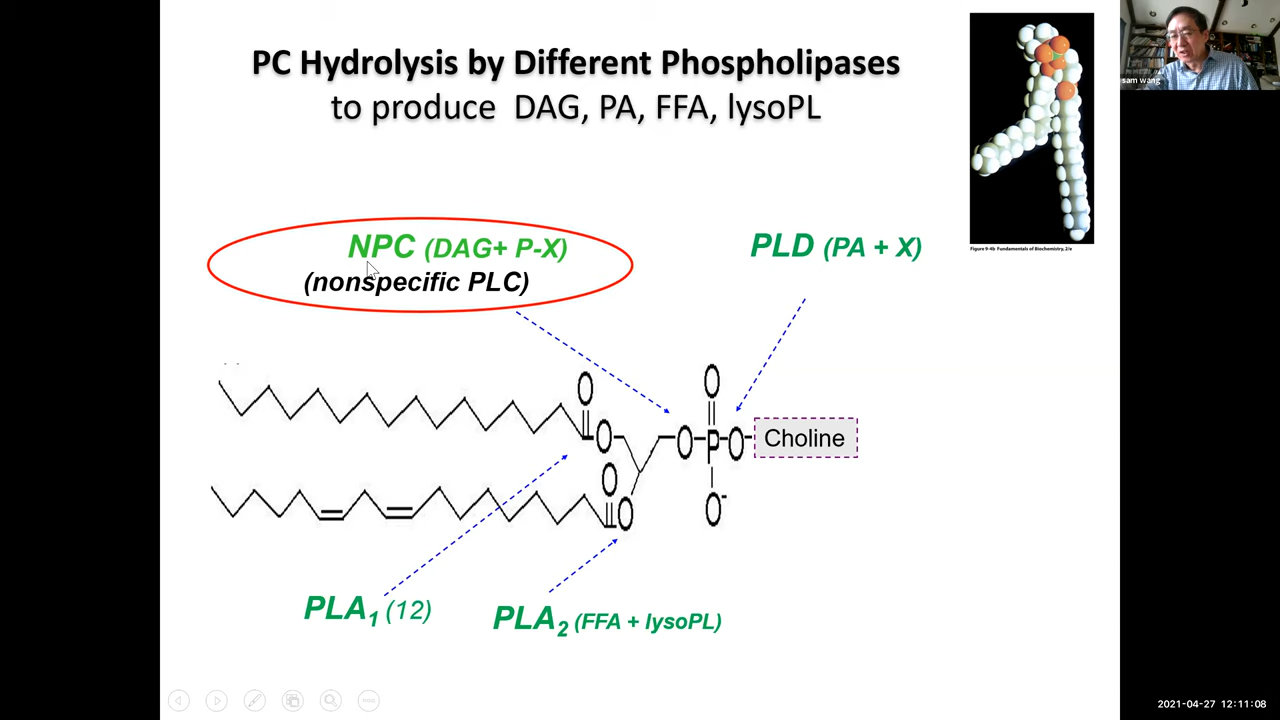 PC Hydrolysis by Different Phospholipases
to produce DAG, PA, FFA, lysoPL
sam wang
Figure 9-4b Fundamentals of Biochemistry, 2/e
NPC (DAG+ P-X)
(nonspecific PLC)
PLD (PA + X)
O
O
O
O
P
O
Choline
O
O
O-
PLA1 (12)
PLA2 (FFA + lysoPL)
2021-04-27 12:11:08